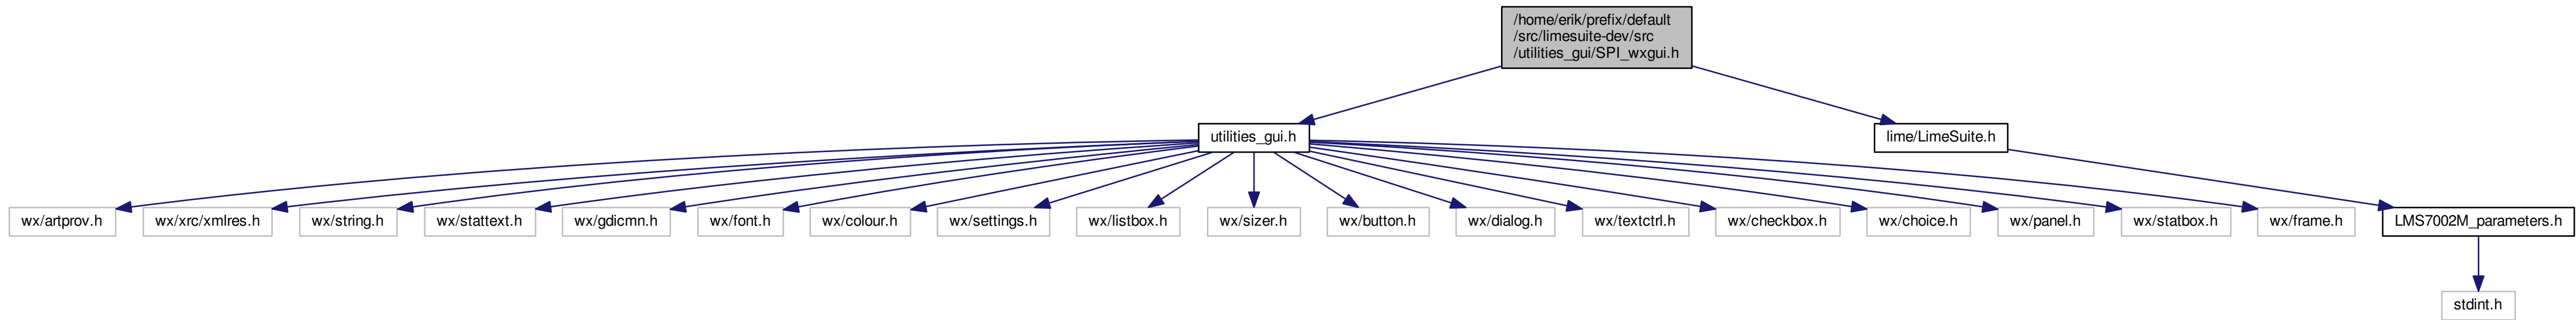 /home/erik/prefix/default
/src/limesuite-dev/src
/utilities_gui/SPI_wxgui.h
utilities_gui.h
lime/LimeSuite.h
wx/artprov.h
wx/xrc/xmlres.h
wx/string.h
wx/stattext.h
wx/gdicmn.h
wx/font.h
wx/colour.h
wx/settings.h
wx/listbox.h
wx/sizer.h
wx/button.h
wx/dialog.h
wx/textctrl.h
wx/checkbox.h
wx/choice.h
wx/panel.h
wx/statbox.h
wx/frame.h
LMS7002M_parameters.h
stdint.h